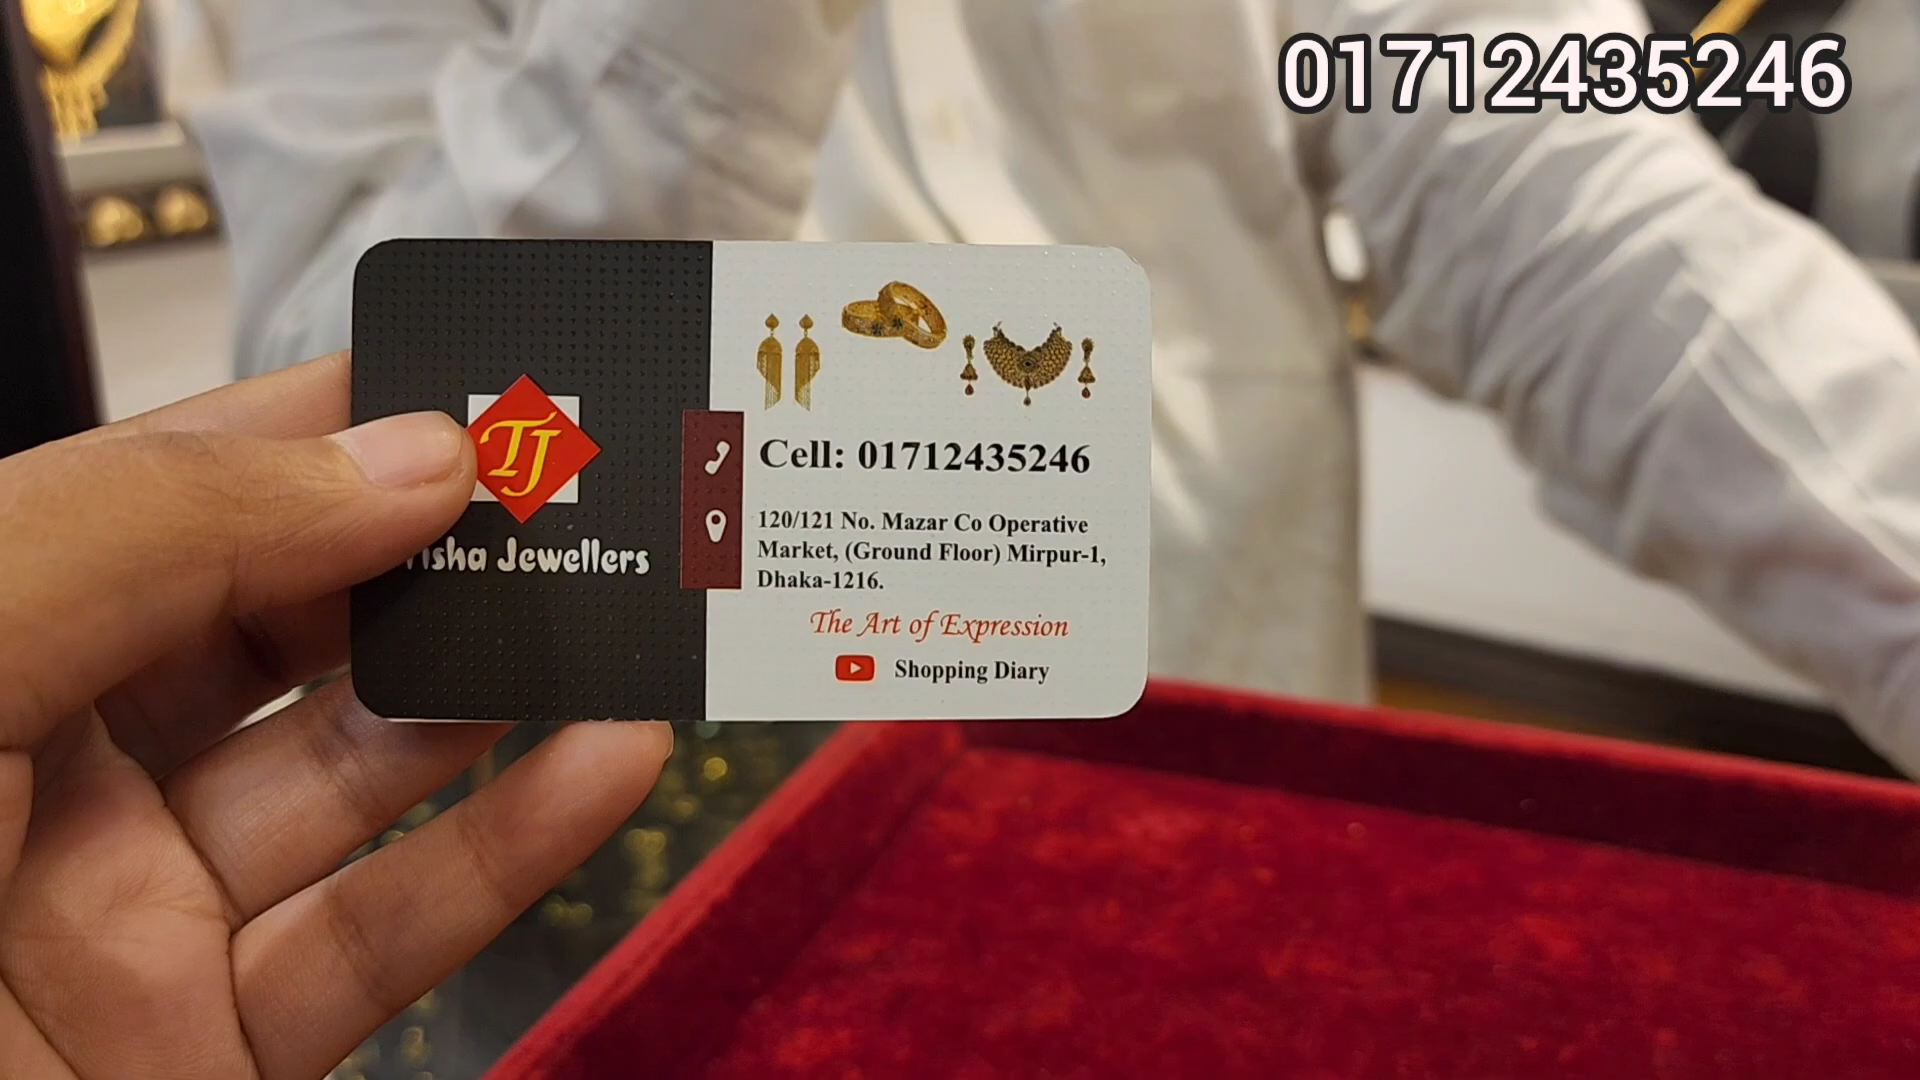 01712435246
TJ
Jewellers
Cell: 01712435246
120/121 No. Mazar Co Operative
Market, (Ground Floor) Mirpur-1,
Dhaka-1216.
The Art of Expression
Shopping Diary